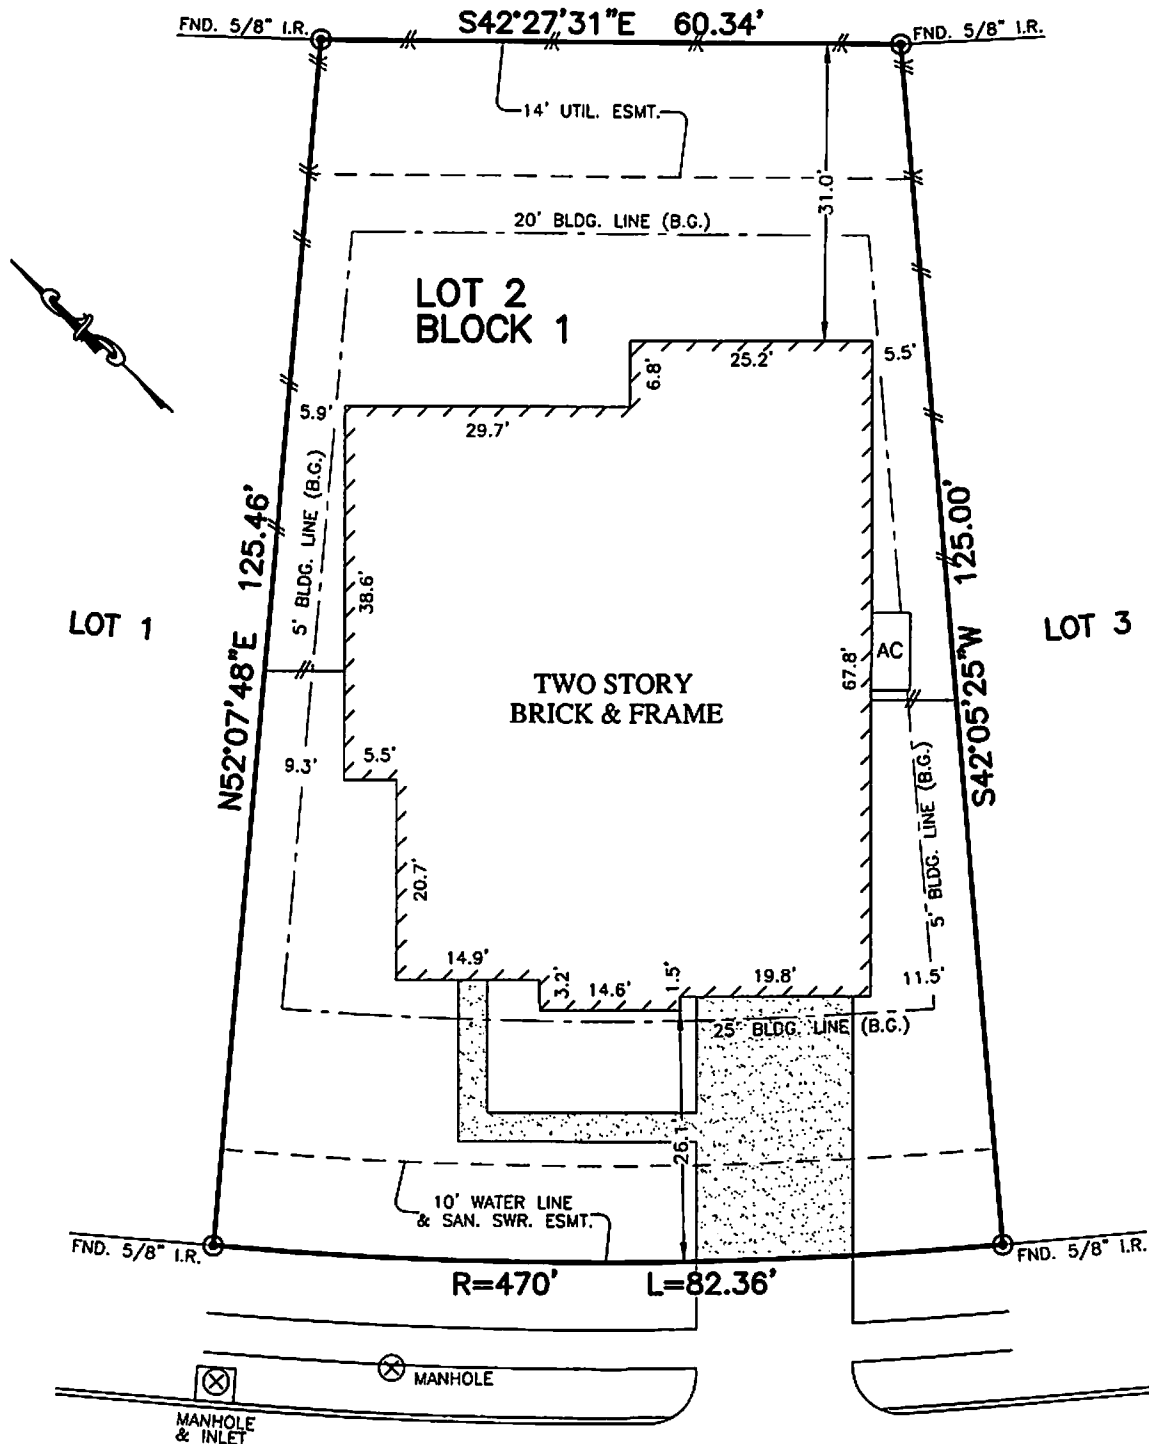 S42°27'31"E 60.34'
FND. 5/8" I.R.
FND. 5/8" I.R.
14' UTIL. ESMT.
31.0'
20' BLDG. LINE (B.G.)
LOT 2
BLOCK 1
25.2'
5.5'
6.8'
5.9'
29.7'
5' BLDG. LINE (B.G.)
N52°07'48"E 125.46'
S42°05'25"W 125.00'
38.6'
LOT 1
LOT 3
AC
67.8'
TWO STORY
BRICK & FRAME
5.5'
9.3'
5' BLDG. LINE (B.G.)
20.7'
14.9'
3.2'
14.6'
1.5'
19.8'
11.5'
25' BLDG. LINE (B.G.)
26.1'
10' WATER LINE
& SAN. SWR. ESMT.
FND. 5/8" I.R.
FND. 5/8" I.R.
R=470' L=82.36'
MANHOLE
MANHOLE
& INLET